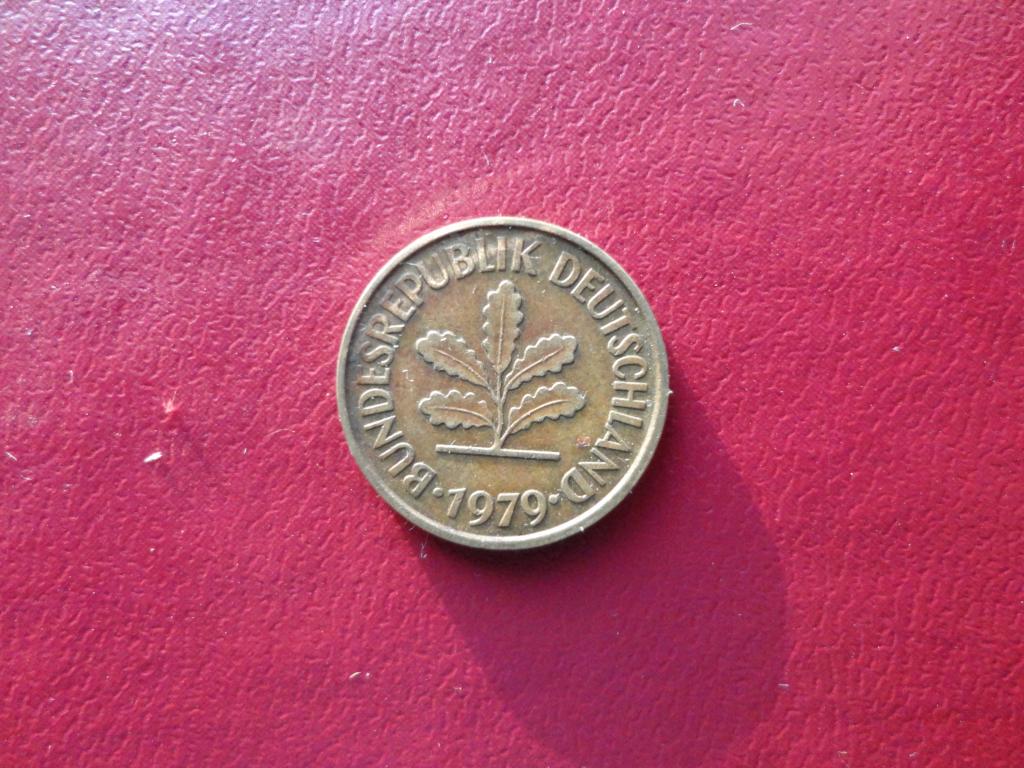 BUNDESREPUBLIK DEUTSCHLAND
·1979·